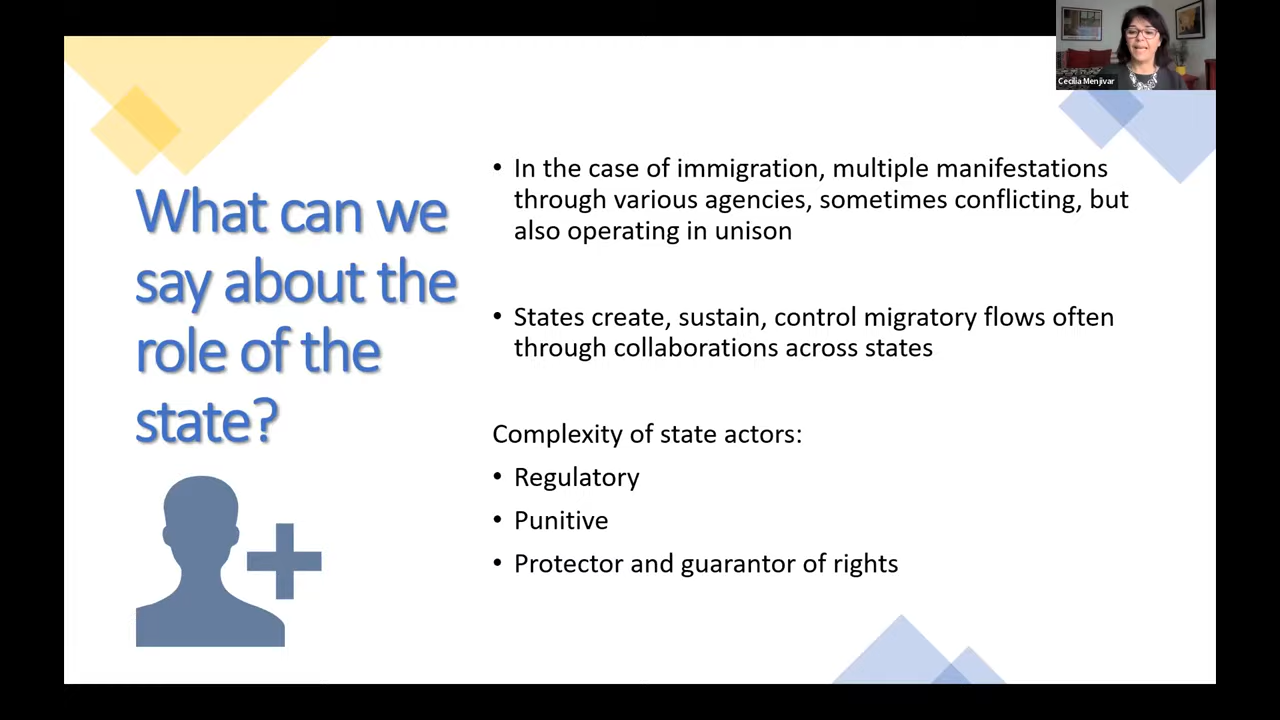 Cecilia Menjívar
What can we
say about the
role of the
state?
• In the case of immigration, multiple manifestations
through various agencies, sometimes conflicting, but
also operating in unison
• States create, sustain, control migratory flows often
through collaborations across states
Complexity of state actors:
• Regulatory
• Punitive
• Protector and guarantor of rights